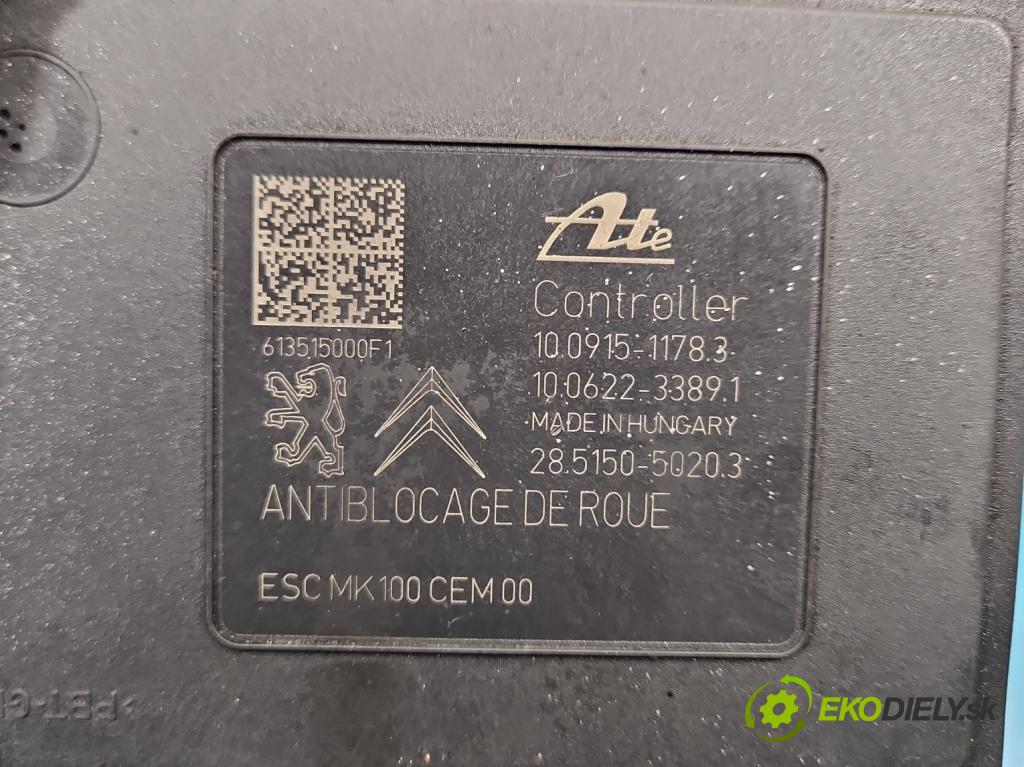 Ate
Controller
613515000F1
10.0915-1178.3
10.0622-3389.1
MADE IN HUNGARY
28.5150-5020.3
ANTIBLOCAGE DE ROUE
ESC MK100 CEM 00
EKODIELY.sk